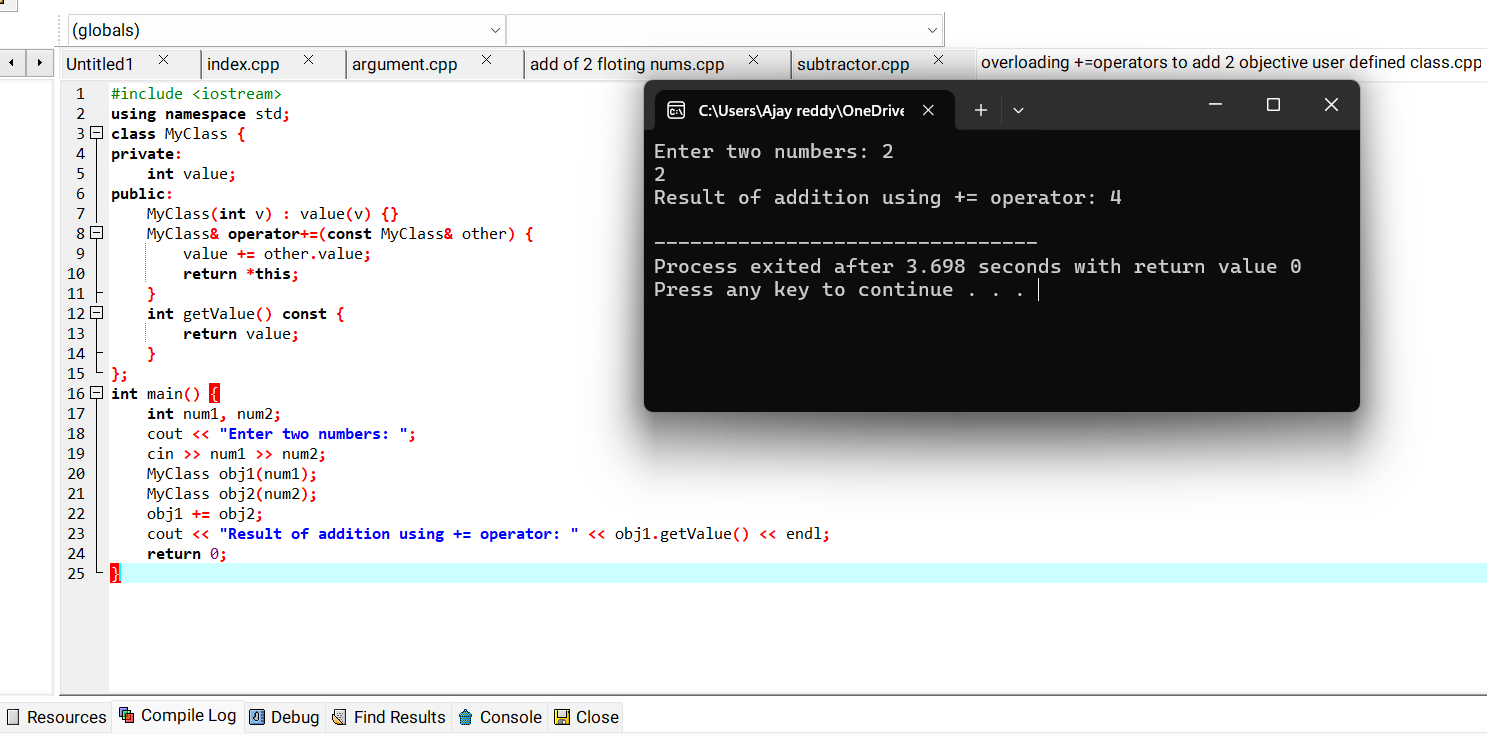 (globals)
Untitled1 index.cpp argument.cpp add of 2 floting nums.cpp subtractor.cpp overloading +=operators to add 2 objective user defined class.cpp
1 #include <iostream>
2 using namespace std;
3 class MyClass {
4 private:
5     int value;
6 public:
7     MyClass(int v) : value(v) {}
8     MyClass& operator+=(const MyClass& other) {
9         value += other.value;
10         return *this;
11     }
12     int getValue() const {
13         return value;
14     }
15 };
16 int main() {
17     int num1, num2;
18     cout << "Enter two numbers: ";
19     cin >> num1 >> num2;
20     MyClass obj1(num1);
21     MyClass obj2(num2);
22     obj1 += obj2;
23     cout << "Result of addition using += operator: " << obj1.getValue() << endl;
24     return 0;
25 }
C:\Users\Ajay reddy\OneDrive
Enter two numbers: 2
2
Result of addition using += operator: 4
--------------------------------
Process exited after 3.698 seconds with return value 0
Press any key to continue . . .
Resources Compile Log Debug Find Results Console Close